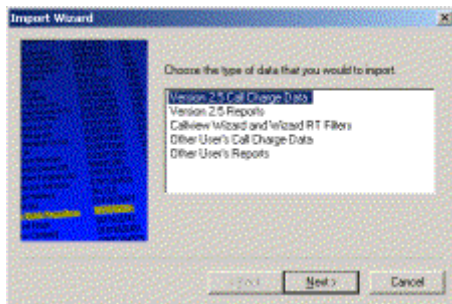 Import Wizard
Choose the type of data that you would to import.
Version 2.5 Call Charge Data
Version 2.5 Reports
Callview Wizard and Wizard RT Filters
Other User's Call Charge Data
Other User's Reports
Next >
Cancel